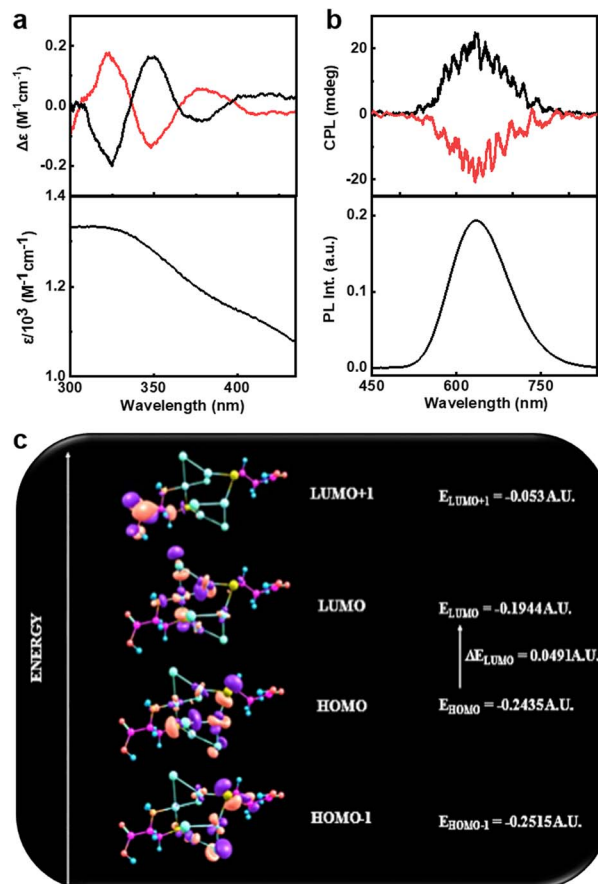 a
b
0.2
0.0
-0.2
Δε (M⁻¹cm⁻¹)
1.4
1.2
1.0
ε/10³ (M⁻¹cm⁻¹)
300
350
400
Wavelength (nm)
20
0
-20
CPL (mdeg)
0.2
0.1
0.0
PL Int. (a.u.)
450
600
750
Wavelength (nm)
c
ENERGY
LUMO+1
E_LUMO+1 = -0.053 A.U.
LUMO
E_LUMO = -0.1944 A.U.
ΔE_LUMO = 0.0491A.U.
HOMO
E_HOMO = -0.2435 A.U.
HOMO-1
E_HOMO-1 = -0.2515 A.U.